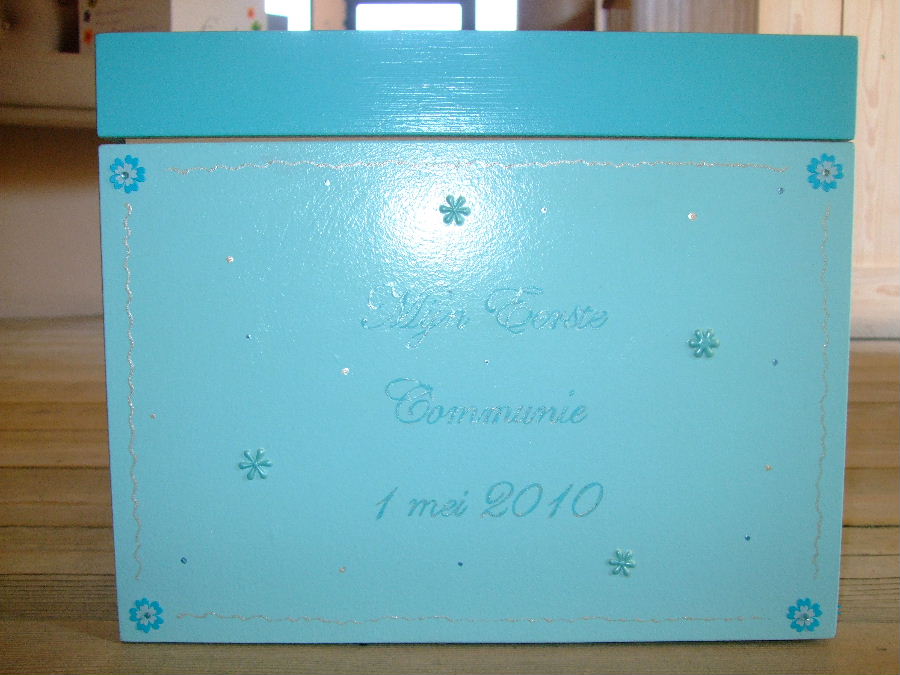 Mijn Eerste
Communie
1 mei 2010